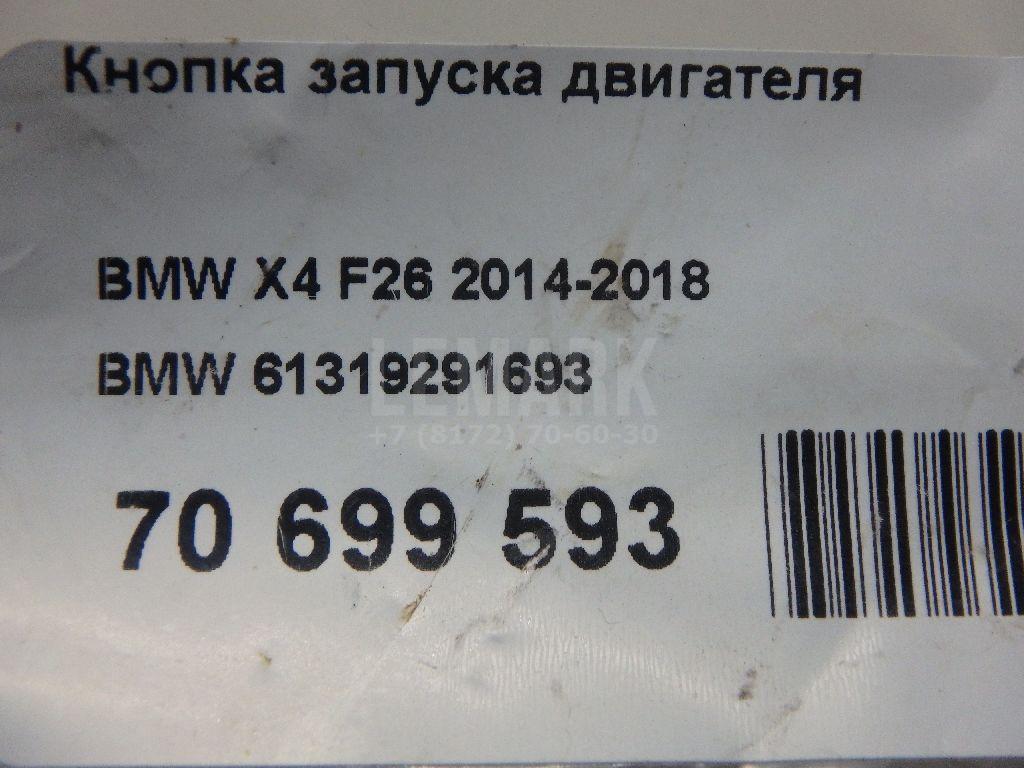 Кнопка запуска двигателя
BMW X4 F26 2014-2018
BMW 61319291693
LEMARK
+7 (8172) 70-60-30
70 699 593